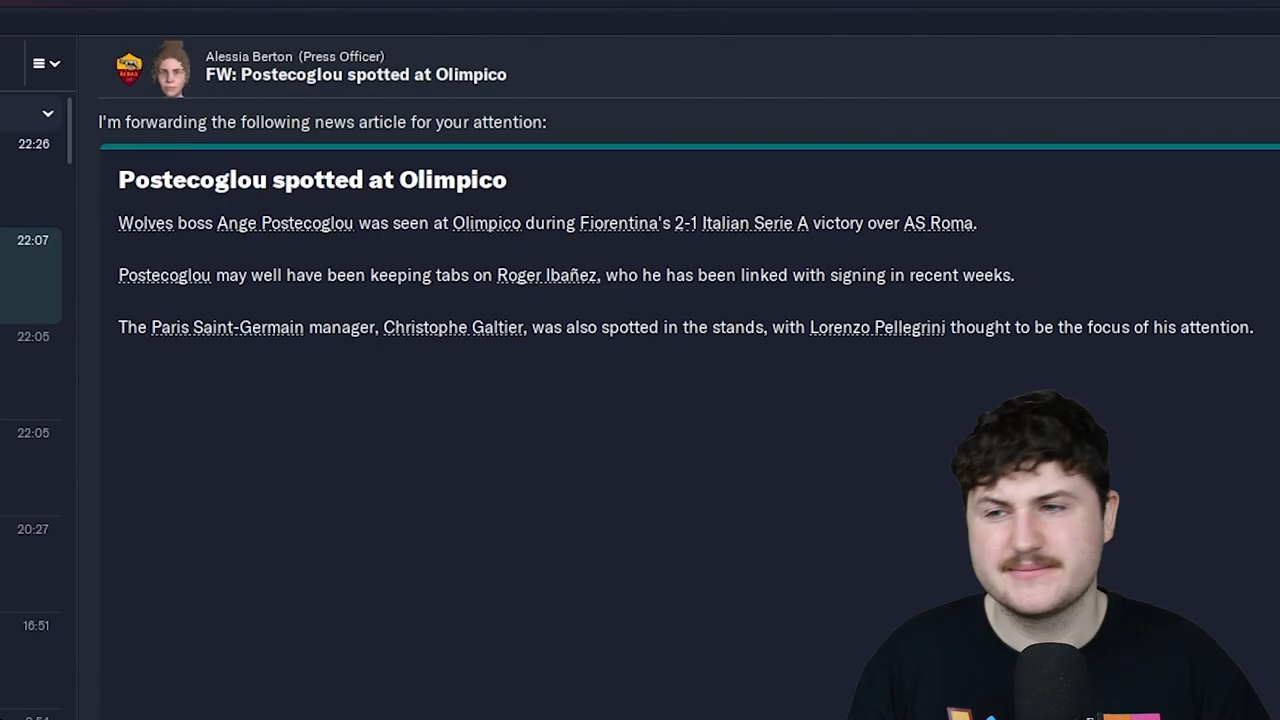 Alessia Berton (Press Officer)
FW: Postecoglou spotted at Olimpico
I'm forwarding the following news article for your attention:
22:26
Postecoglou spotted at Olimpico
Wolves boss Ange Postecoglou was seen at Olimpico during Fiorentina's 2-1 Italian Serie A victory over AS Roma.
22:07
Postecoglou may well have been keeping tabs on Roger Ibañez, who he has been linked with signing in recent weeks.
The Paris Saint-Germain manager, Christophe Galtier, was also spotted in the stands, with Lorenzo Pellegrini thought to be the focus of his attention.
22:05
22:05
20:27
16:51